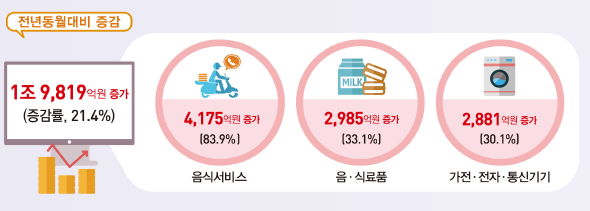 전년동월대비 증감
1조 9,819억원 증가
(증감률, 21.4%)
4,175억원 증가
(83.9%)
음식서비스
MILK
2,985억원 증가
(33.1%)
음·식료품
2,881억원 증가
(30.1%)
가전·전자·통신기기